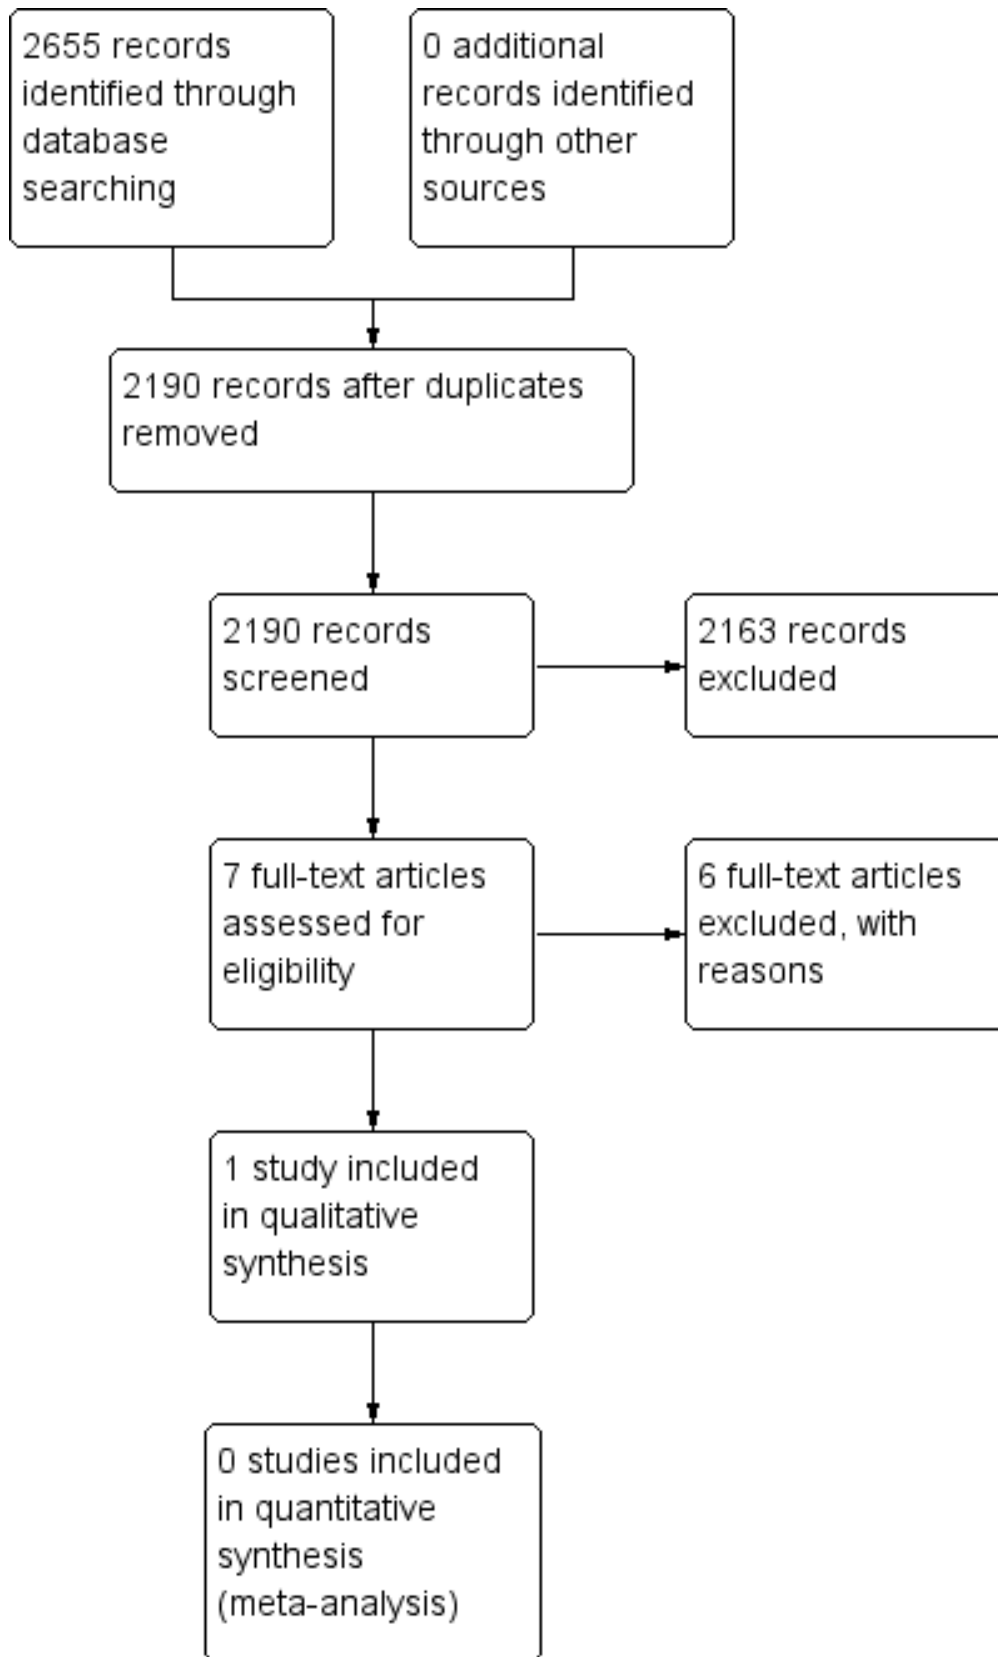 2655 records
identified through
database
searching
0 additional
records identified
through other
sources
2190 records after duplicates
removed
2190 records
screened
2163 records
excluded
7 full-text articles
assessed for
eligibility
6 full-text articles
excluded, with
reasons
1 study included
in qualitative
synthesis
0 studies included
in quantitative
synthesis
(meta-analysis)